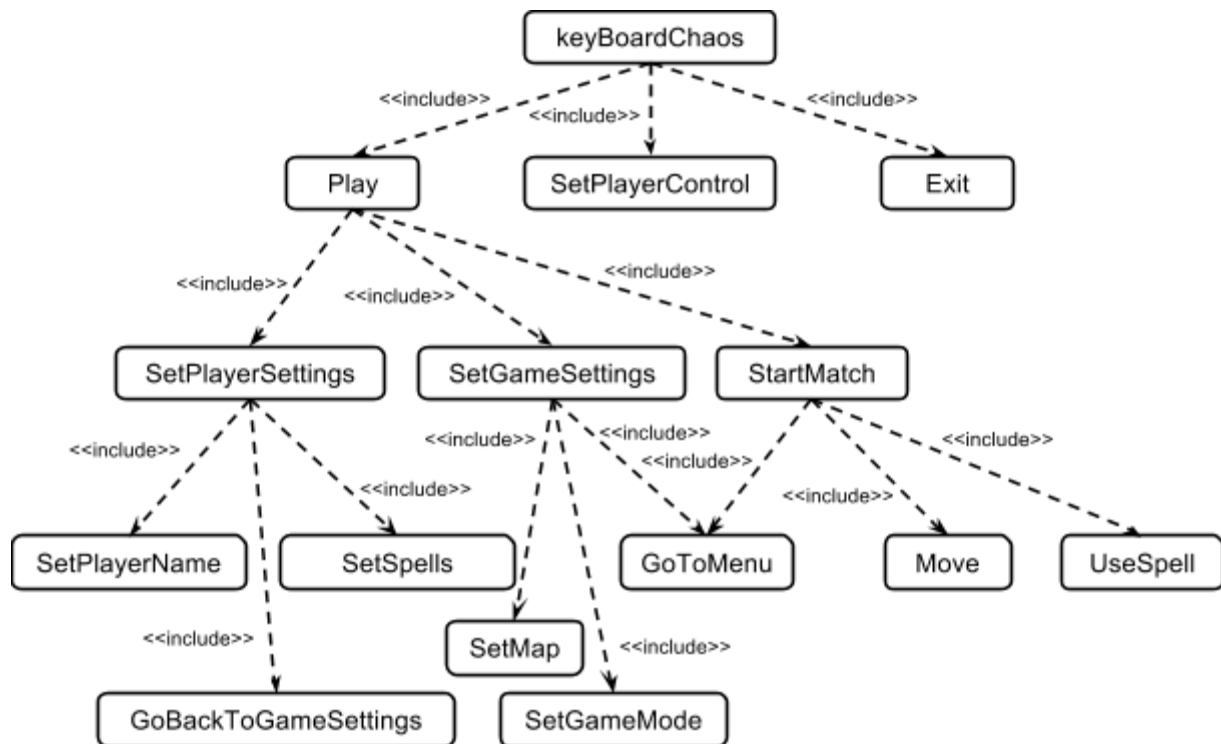 keyBoardChaos
<<include>>
<<include>>
<<include>>
Play
SetPlayerControl
Exit
<<include>>
<<include>>
<<include>>
SetPlayerSettings
SetGameSettings
StartMatch
<<include>>
<<include>>
<<include>>
<<include>>
<<include>>
<<include>>
<<include>>
<<include>>
SetPlayerName
SetSpells
GoToMenu
Move
UseSpell
<<include>>
SetMap
<<include>>
GoBackToGameSettings
SetGameMode